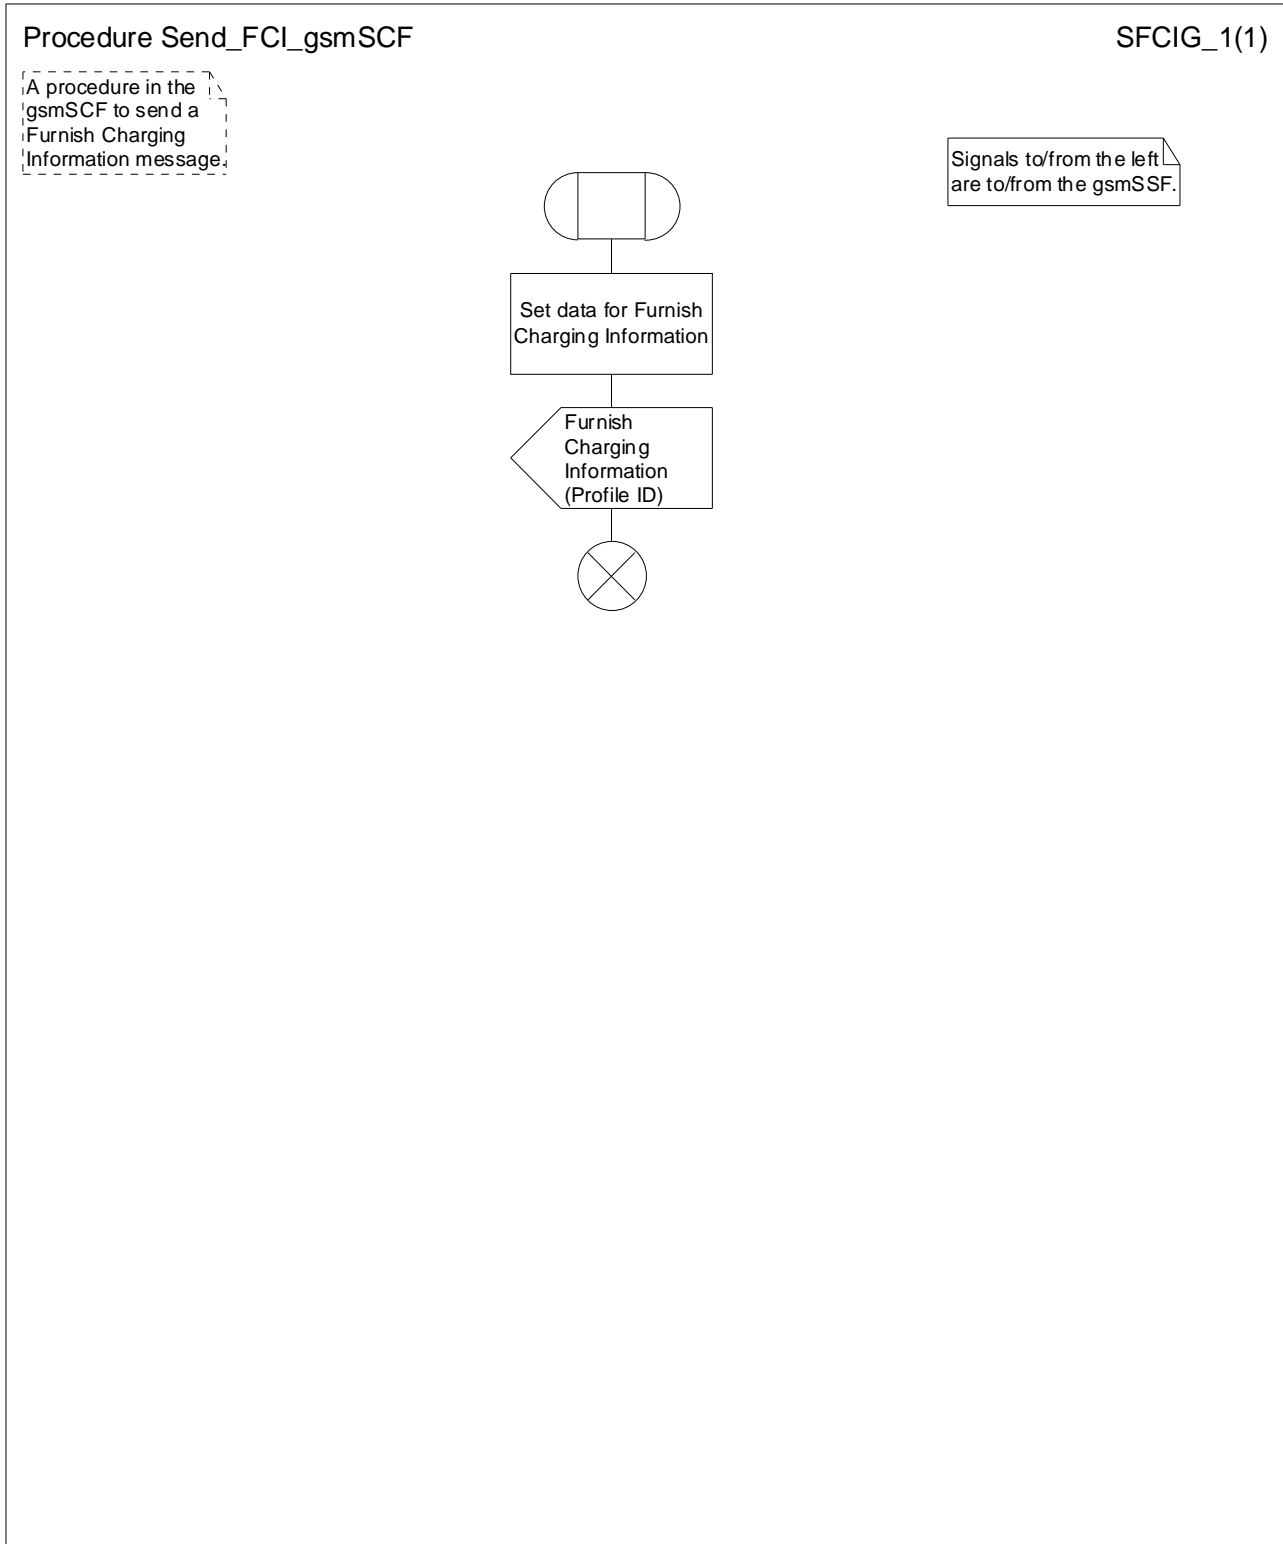 Procedure Send_FCI_gsmSCF
SFCIG_1(1)
A procedure in the
gsmSCF to send a
Furnish Charging
Information message.
Signals to/from the left
are to/from the gsmSSF.
Set data for Furnish
Charging Information
Furnish
Charging
Information
(Profile ID)